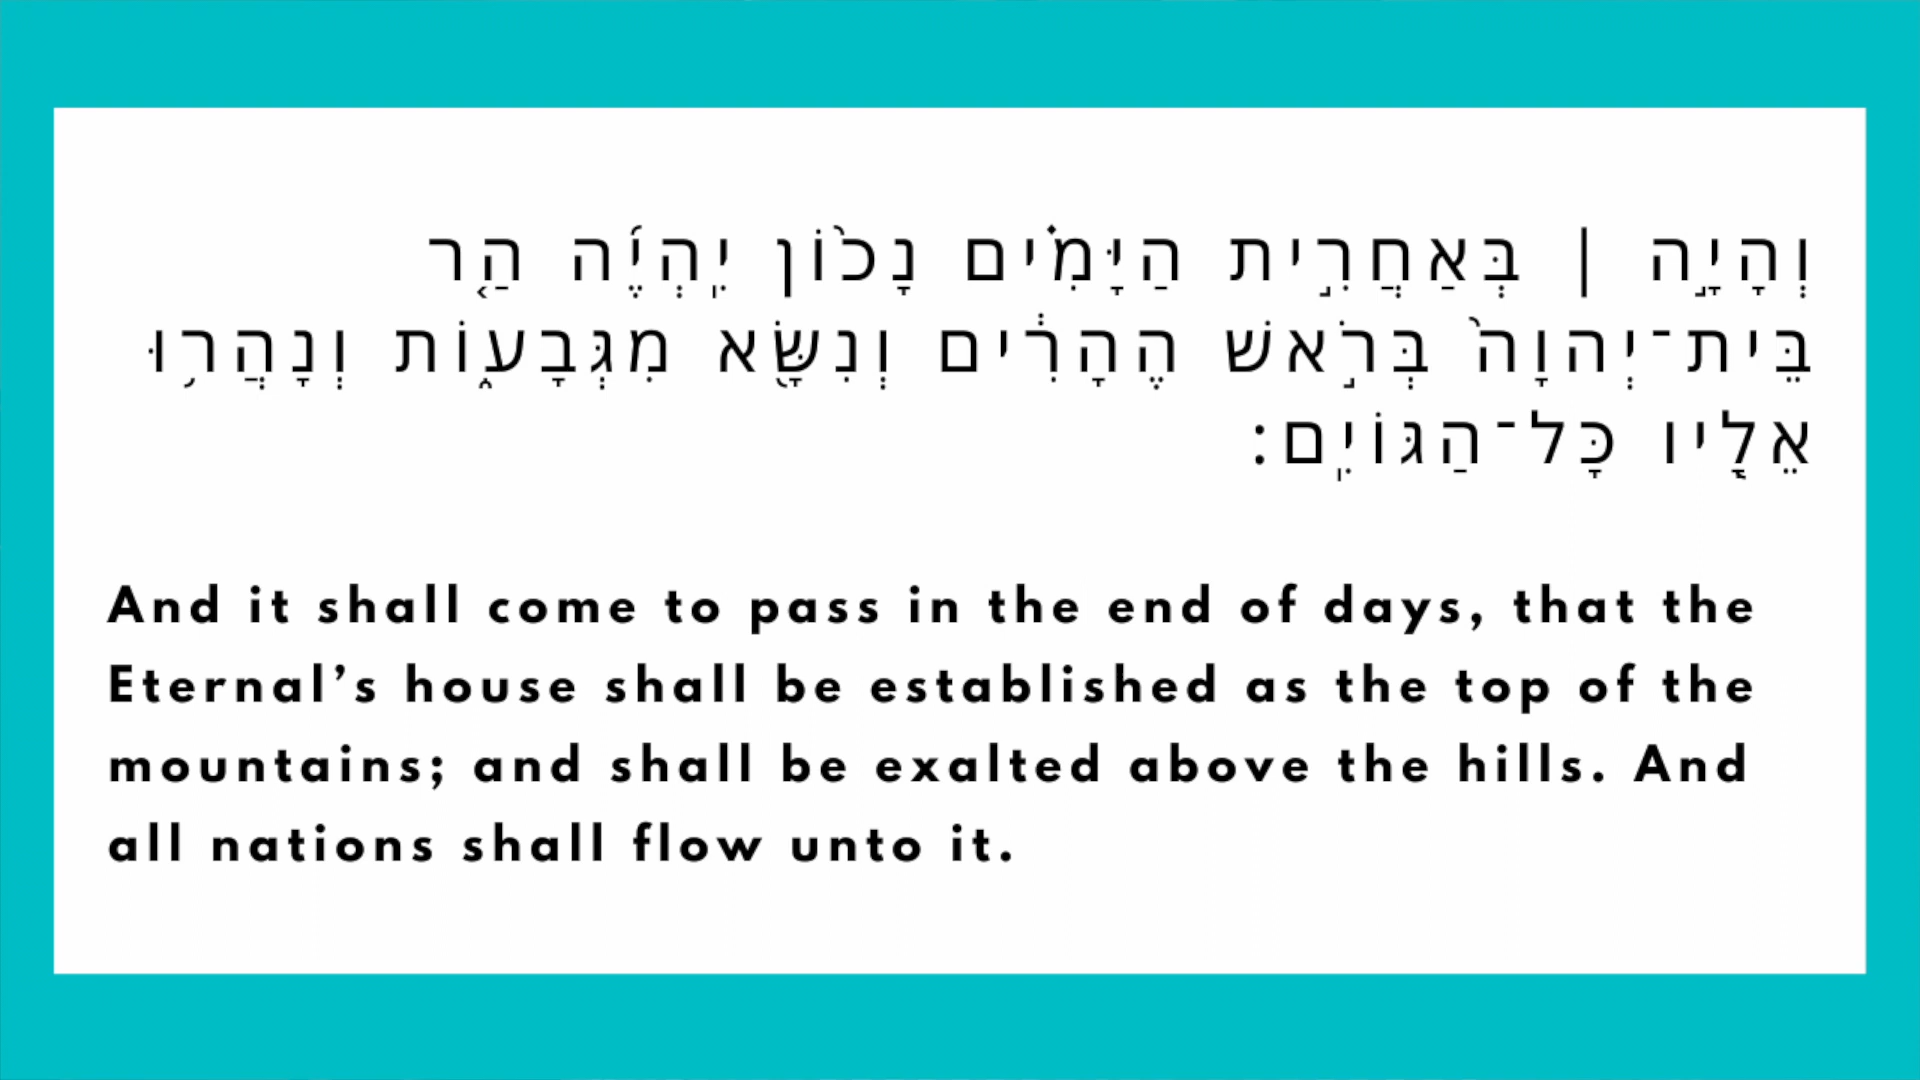 וְהָיָ֣ה | בְּאַחֲרִ֣ית הַיָּמִ֗ים נָכ֨וֹן יִֽהְיֶ֜ה הַ֤ר
בֵּית־יְהוָה֙ בְּרֹ֣אשׁ הֶהָרִ֔ים וְנִשָּׂ֖א מִגְּבָע֑וֹת וְנָהֲר֥וּ
אֵלָ֖יו כָּל־הַגּוֹיִֽם:
And it shall come to pass in the end of days, that the
Eternal’s house shall be established as the top of the
mountains; and shall be exalted above the hills. And
all nations shall flow unto it.